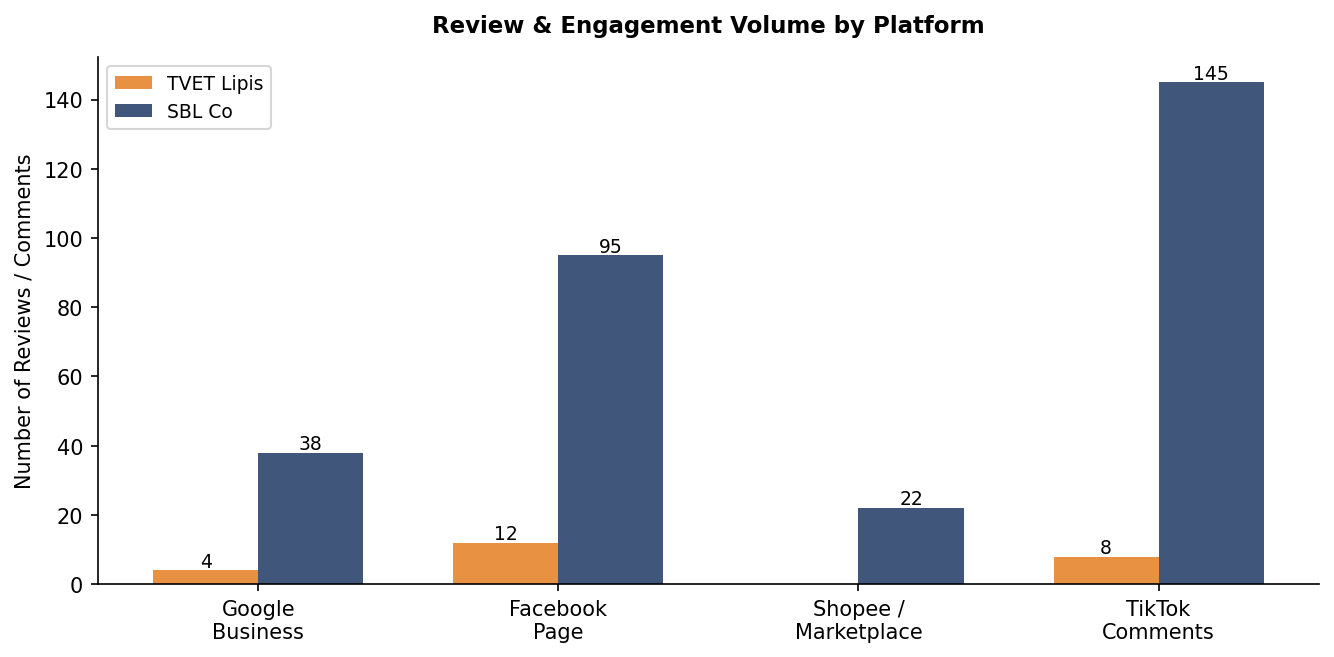 Review & Engagement Volume by Platform
TVET Lipis
SBL Co
Number of Reviews / Comments
140
120
100
80
60
40
20
0
4
38
12
95
22
8
145
Google
Business
Facebook
Page
Shopee /
Marketplace
TikTok
Comments